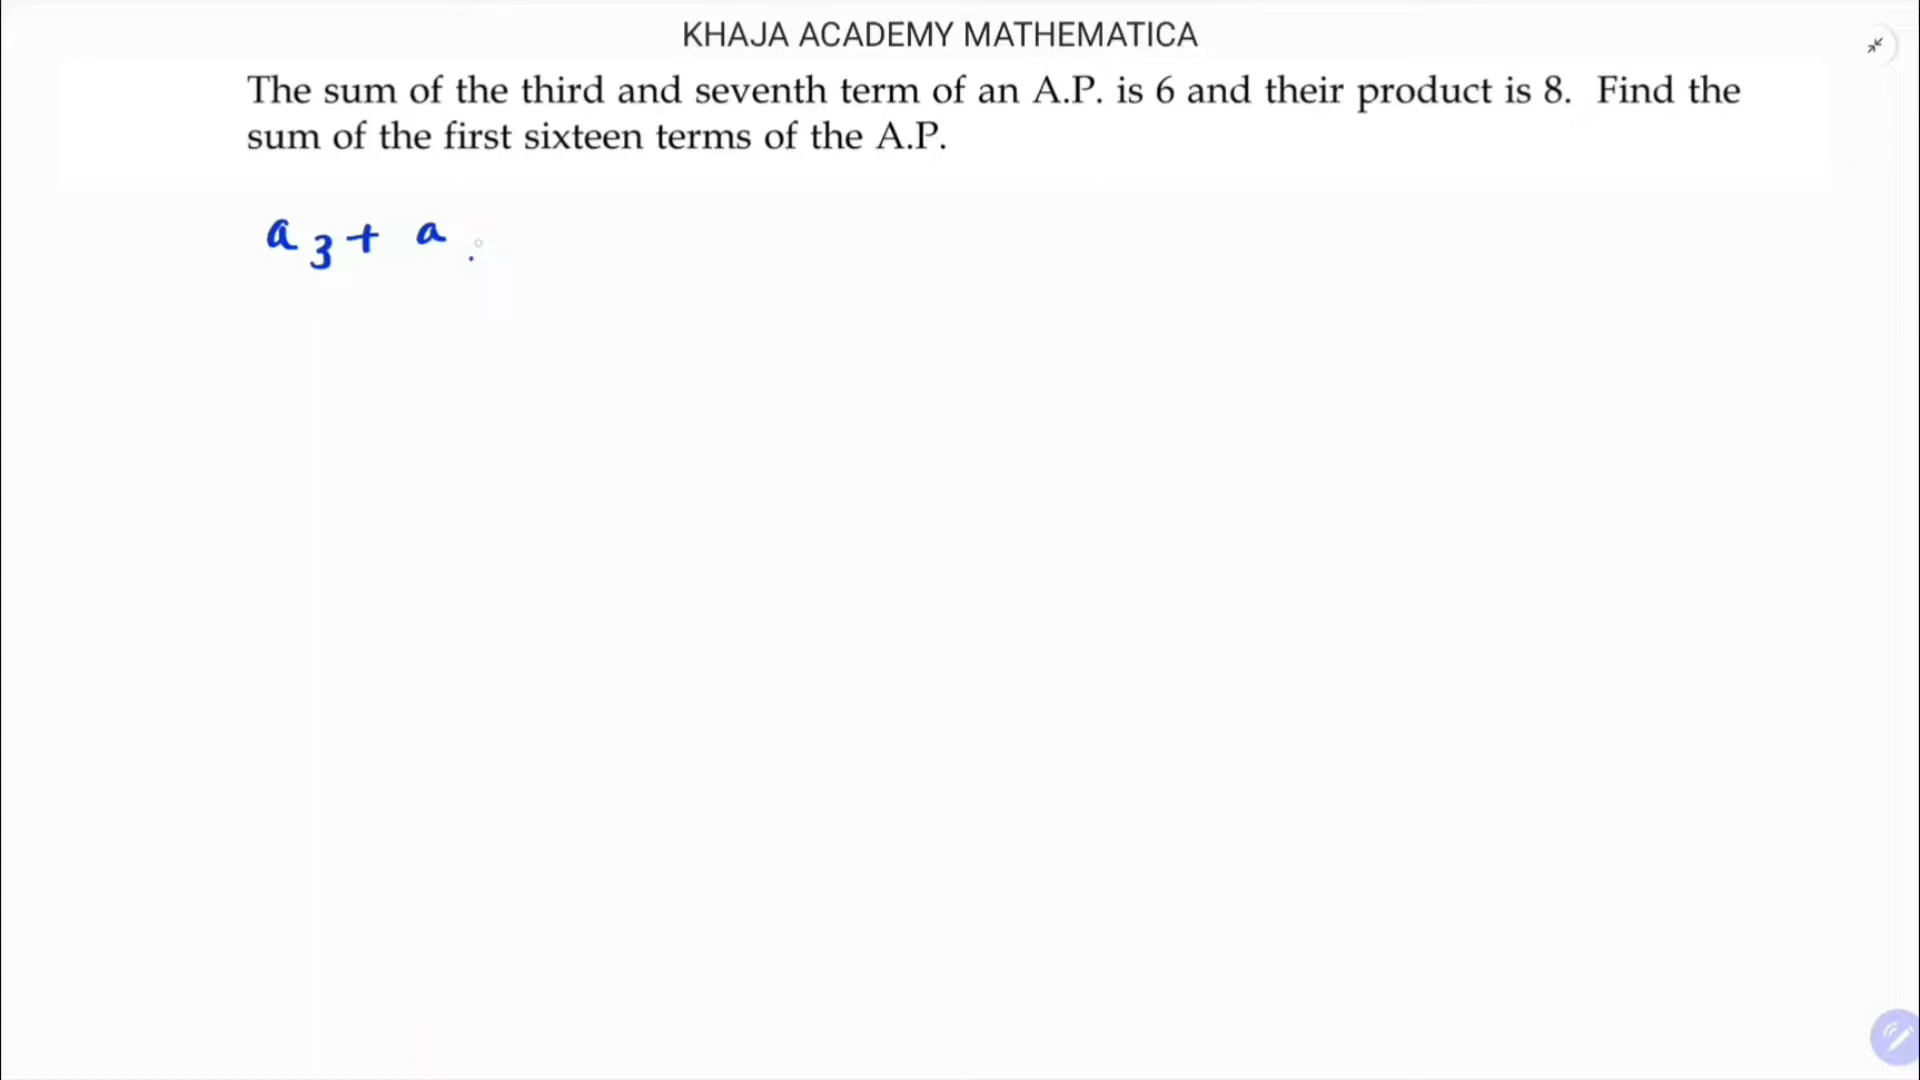 KHAJA ACADEMY MATHEMATICA
The sum of the third and seventh term of an A.P. is 6 and their product is 8. Find the
sum of the first sixteen terms of the A.P.
a 3 + a